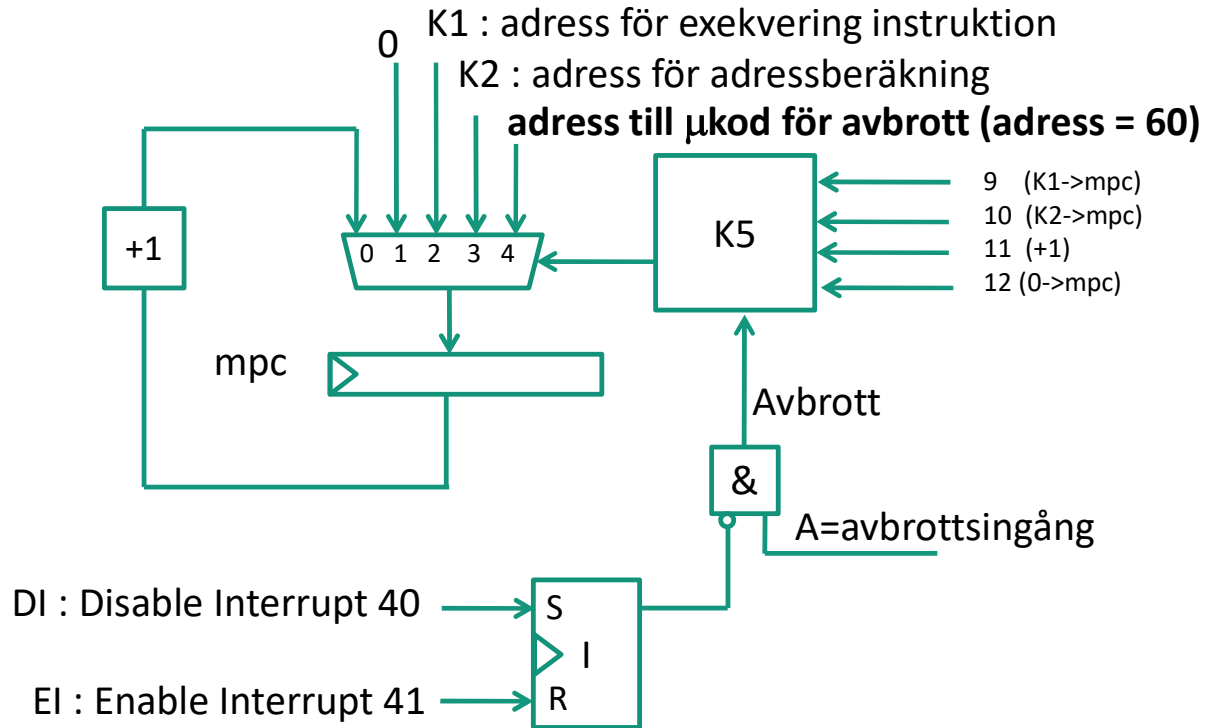 0
K1 : adress för exekvering instruktion
K2 : adress för adressberäkning
adress till µkod för avbrott (adress = 60)
+1
0 1 2 3 4
K5
9 (K1->mpc)
10 (K2->mpc)
11 (+1)
12 (0->mpc)
mpc
Avbrott
&
A=avbrottsingång
DI : Disable Interrupt 40
S
I
EI : Enable Interrupt 41
R